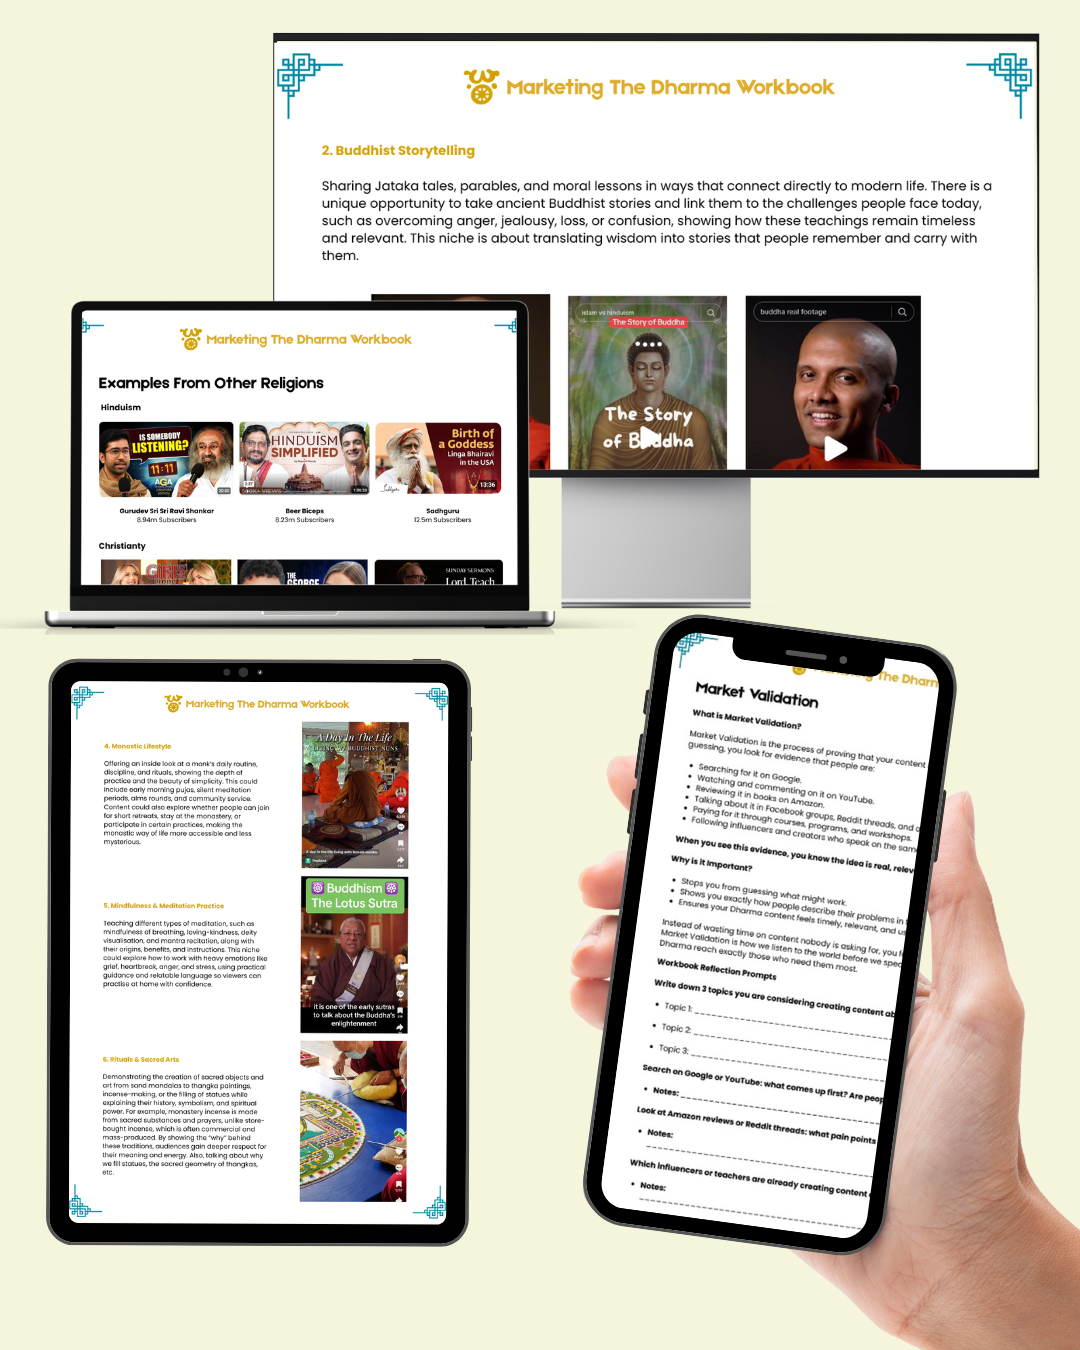 Marketing The Dharma Workbook
2. Buddhist Storytelling
Sharing Jataka tales, parables, and moral lessons in ways that connect directly to modern life. There is a
unique opportunity to take ancient Buddhist stories and link them to the challenges people face today,
such as overcoming anger, jealousy, loss, or confusion, showing how these teachings remain timeless
and relevant. This niche is about translating wisdom into stories that people remember and carry with
them.
islam vs hinduism
The Story of Buddha
The Story
of Buddha
buddha real footage
Marketing The Dharma Workbook
Examples From Other Religions
Hinduism
IS SOMEBODY
LISTENING?
11:11
AGA
HINDUISM
SIMPLIFIED
Birth of
a Goddess
Linga Bhairavi
in the USA
Sadhguru
13:36
Gurudev Sri Sri Ravi Shankar
8.94m Subscribers
Beer Biceps
8.23m Subscribers
Sadhguru
12.5m Subscribers
Christianty
GIRLS
THE
GEORGE
SUNDAY SERMONS
Lord Teach
Marketing The Dharma Workbook
4. Monastic Lifestyle
Offering an inside look at a monk's daily routine,
discipline, and rituals, showing the depth of
practice and the beauty of simplicity. This could
include early morning pujas, silent meditation
periods, alms rounds, and community service.
Content could also explore whether people can join
for short retreats, stay at the monastery, or
participate in certain practices, making the
monastic way of life more accessible and less
mysterious.
A Day In The Life
LIVING W/ BUDDHIST NUNS
A day in the life living with female monks
Thailand
5. Mindfulness & Meditation Practice
Teaching different types of meditation, such as
mindfulness of breathing, loving-kindness, deity
visualisation, and mantra recitation, along with
their origins, benefits, and instructions. This niche
could explore how to work with heavy emotions like
grief, heartbreak, anger, and stress, using practical
guidance and relatable language so viewers can
practise at home with confidence.
Buddhism
The Lotus Sutra
it is one of the early sutras
to talk about the Buddha's
enlightenment
6. Rituals & Sacred Arts
Demonstrating the creation of sacred objects and
art from sand mandalas to thangka paintings,
incense-making, or the filling of statues while
explaining their history, symbolism, and spiritual
power. For example, monastery incense is made
from sacred substances and prayers, unlike store-
bought incense, which is often commercial and
mass-produced. By showing the "why" behind
these traditions, audiences gain deeper respect for
their meaning and energy. Also, talking about why
we fill statues, the sacred geometry of thangkas,
etc.
The Dharm
Market Validation
What is Market Validation?
Market Validation is the process of proving that your content
guessing, you look for evidence that people are:
• Searching for it on Google.
• Watching and commenting on it on YouTube.
• Reviewing it in books on Amazon.
• Talking about it in Facebook groups, Reddit threads, and
• Paying for it through courses, programs, and workshops.
• Following influencers and creators who speak on the sam
When you see this evidence, you know the idea is real, relev
Why is it Important?
• Stops you from guessing what might work.
• Shows you exactly how people describe their problems in
• Ensures your Dharma content feels timely, relevant, and us
Instead of wasting time on content nobody is asking for, you f
Market Validation is how we listen to the world before we spea
Dharma reach exactly those who need them most.
Workbook Reflection Prompts
Write down 3 topics you are considering creating content ab
• Topic 1:
• Topic 2:
• Topic 3:
Search on Google or YouTube: what comes up first? Are peop
• Notes:
Look at Amazon reviews or Reddit threads: what pain points
• Notes:
Which influencers or teachers are already creating content
• Notes: